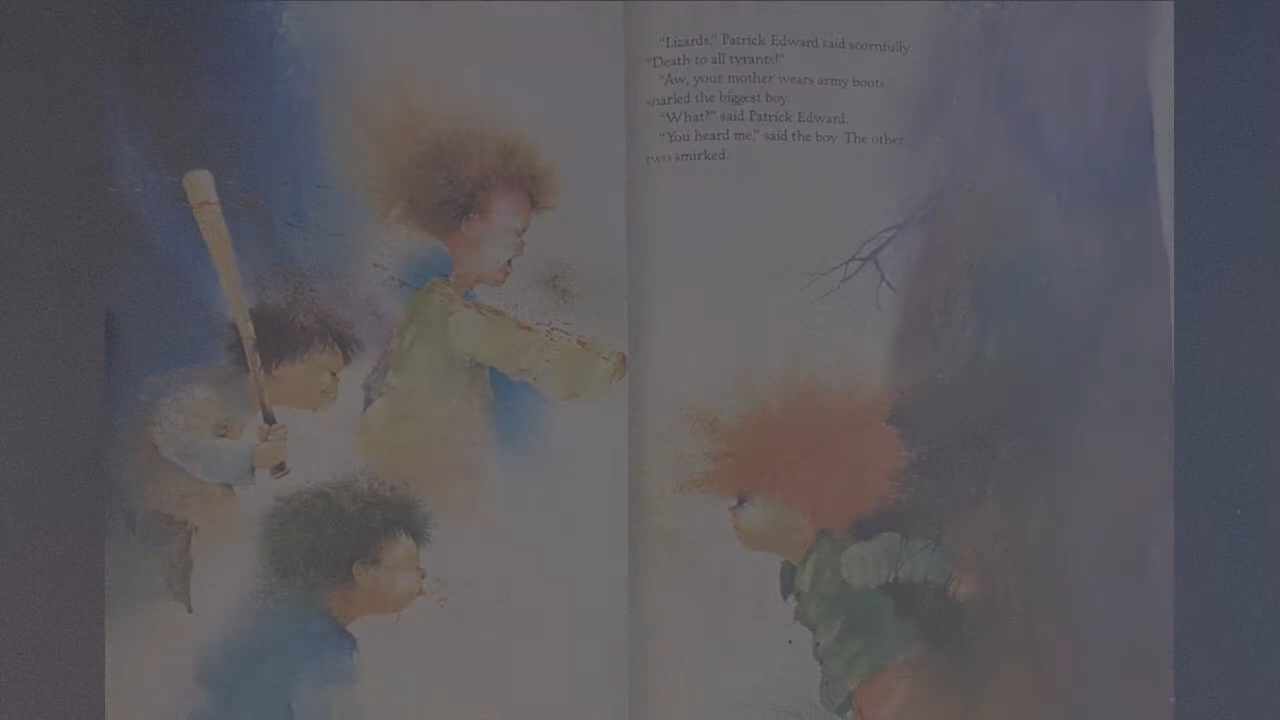 "Lizards," Patrick Edward said scornfully.
"Death to all tyrants!"
"Aw, your mother wears army boots,"
snarled the biggest boy.
"What?" said Patrick Edward.
"You heard me," said the boy. The other
two smirked.